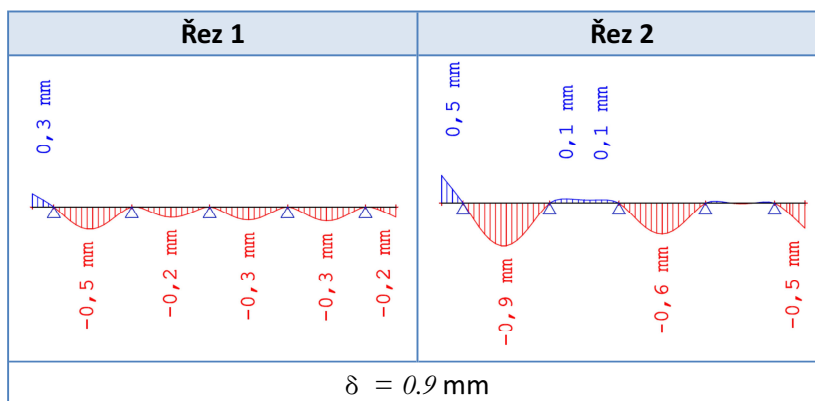 Řez 1
Řez 2
0,3 mm
-0,5 mm
-0,2 mm
-0,3 mm
-0,3 mm
-0,2 mm
0,5 mm
0,1 mm
0,1 mm
-0,9 mm
-0,6 mm
-0,5 mm
δ = 0.9 mm